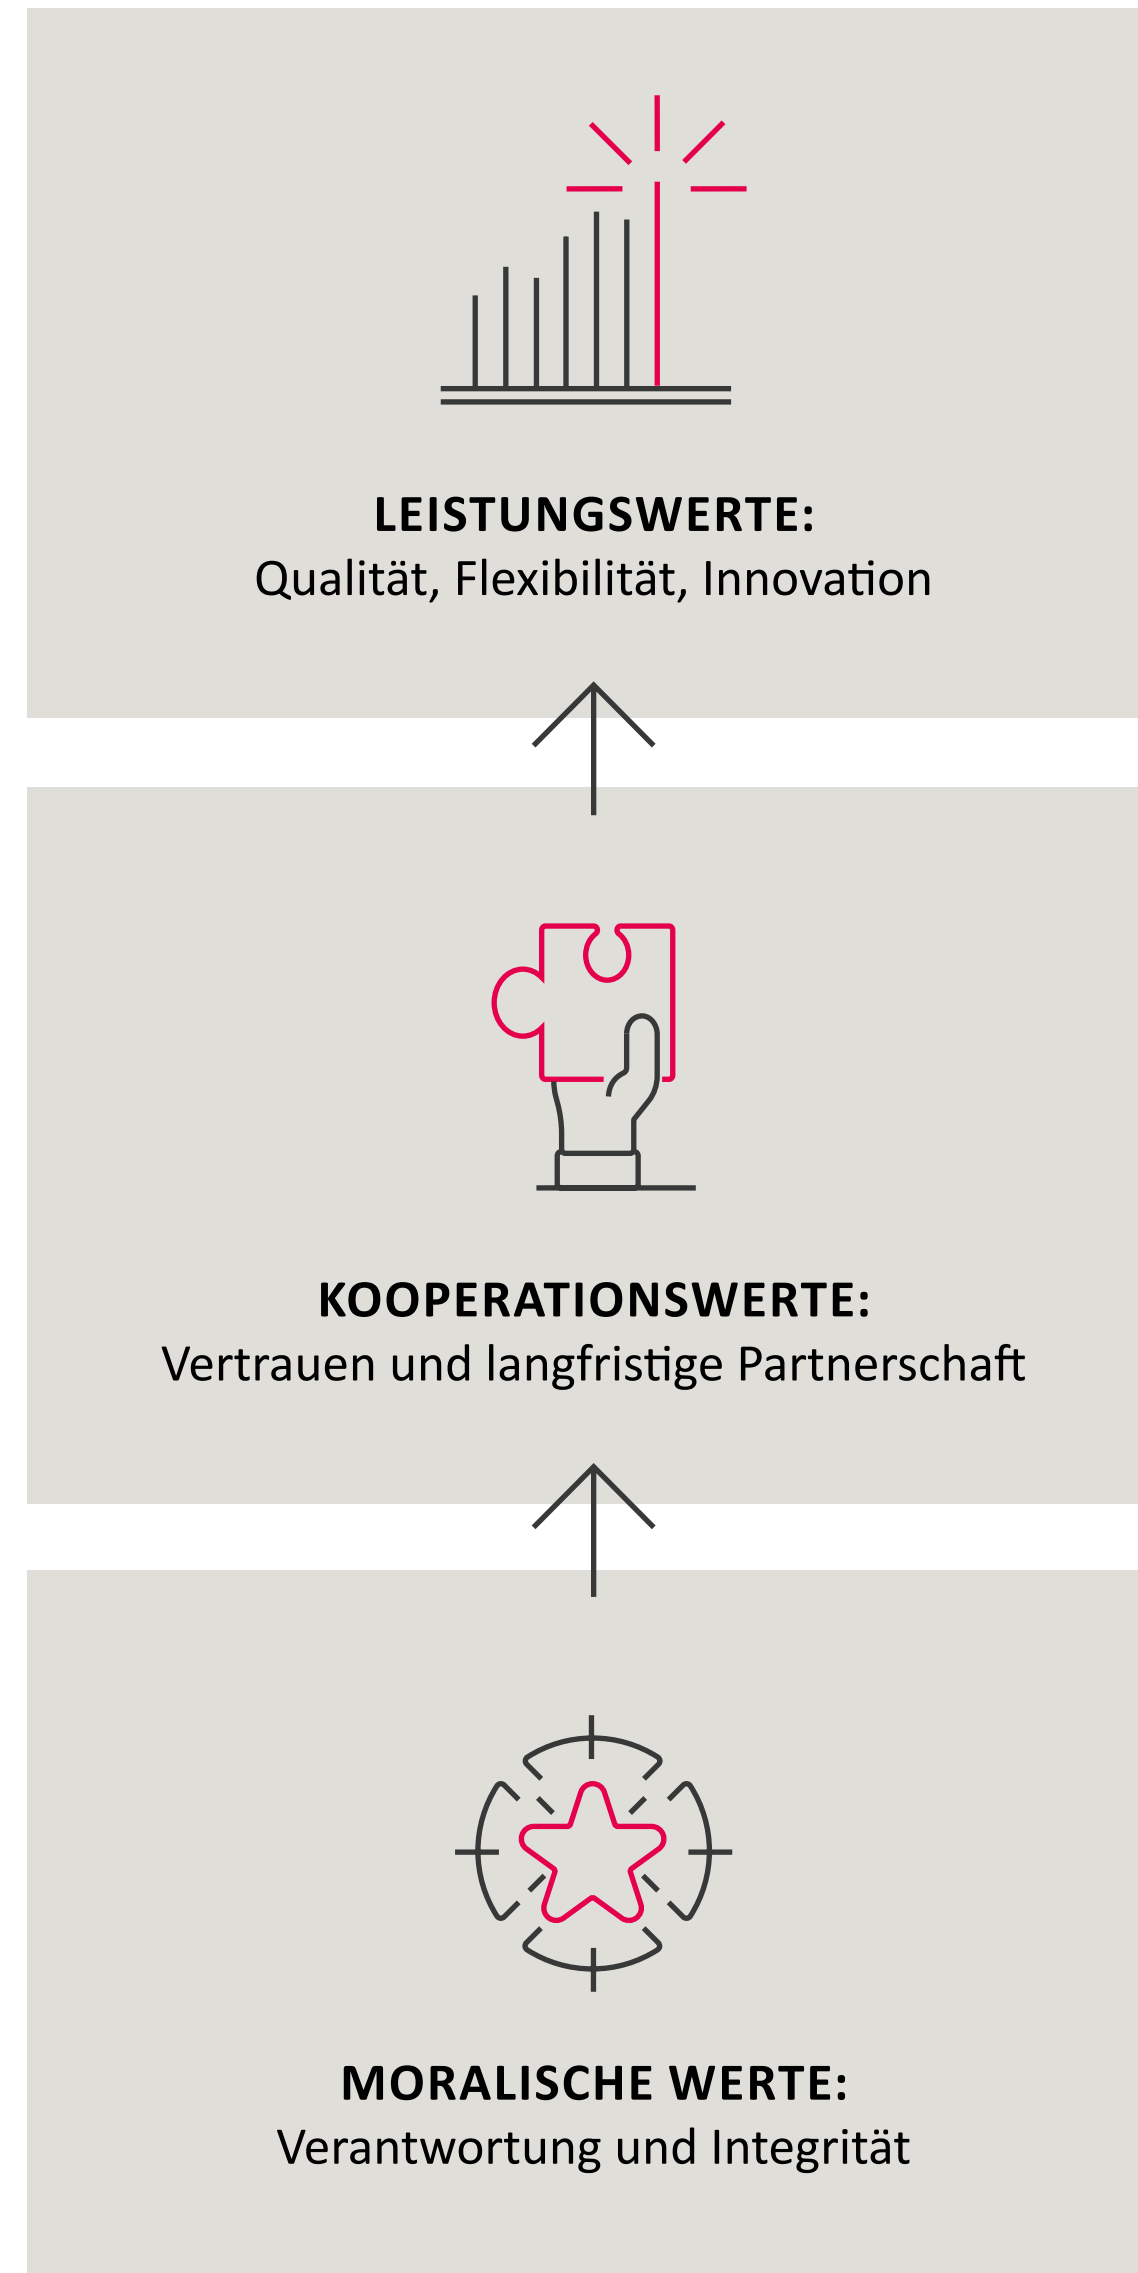 LEISTUNGSWERTE:
Qualität, Flexibilität, Innovation
KOOPERATIONSWERTE:
Vertrauen und langfristige Partnerschaft
MORALISCHE WERTE:
Verantwortung und Integrität